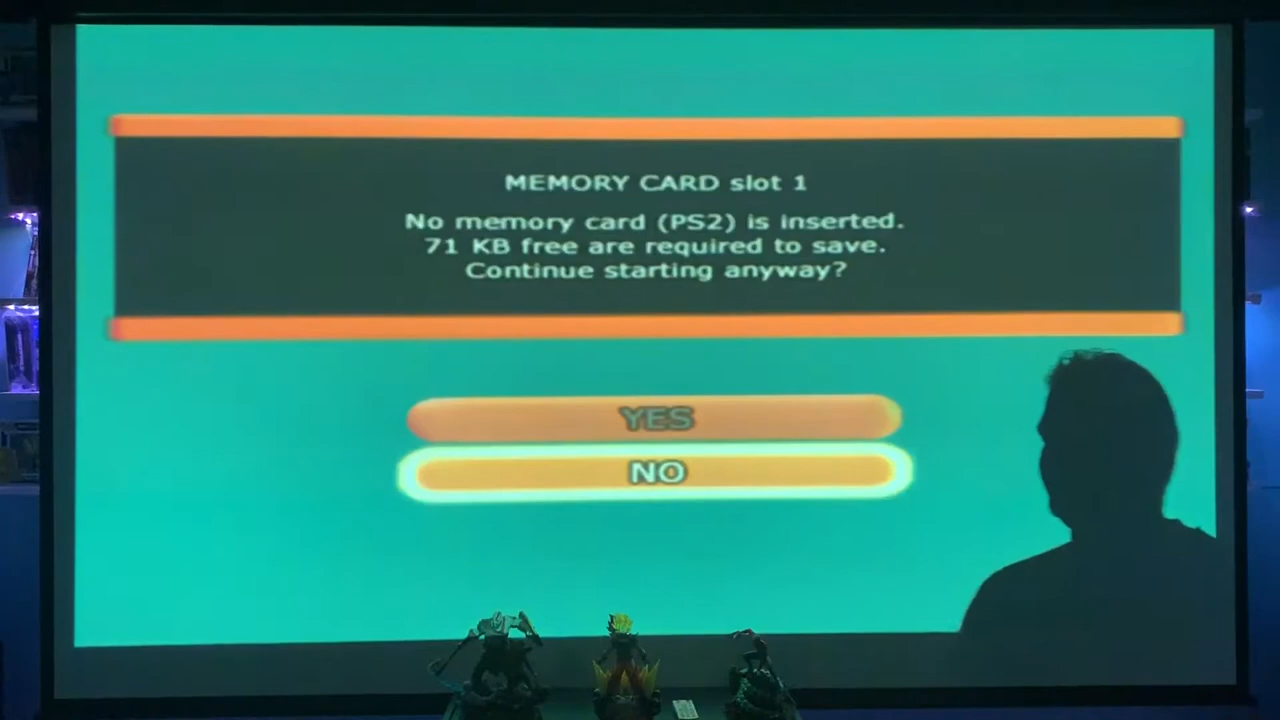 MEMORY CARD slot 1
No memory card (PS2) is inserted.
71 KB free are required to save.
Continue starting anyway?
YES
NO